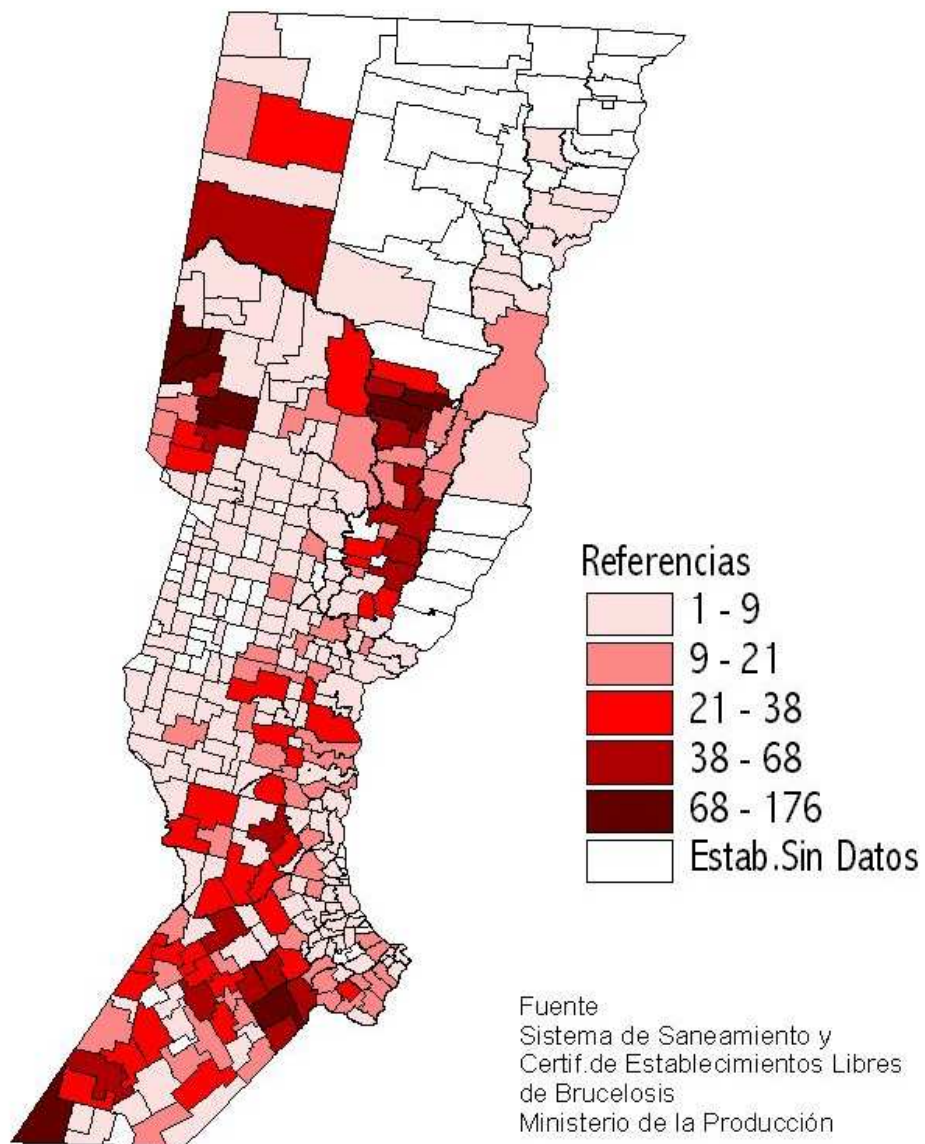 Referencias
1 - 9
9 - 21
21 - 38
38 - 68
68 - 176
Estab.Sin Datos
Fuente
Sistema de Saneamiento y
Certif.de Establecimientos Libres
de Brucelosis
Ministerio de la Producción